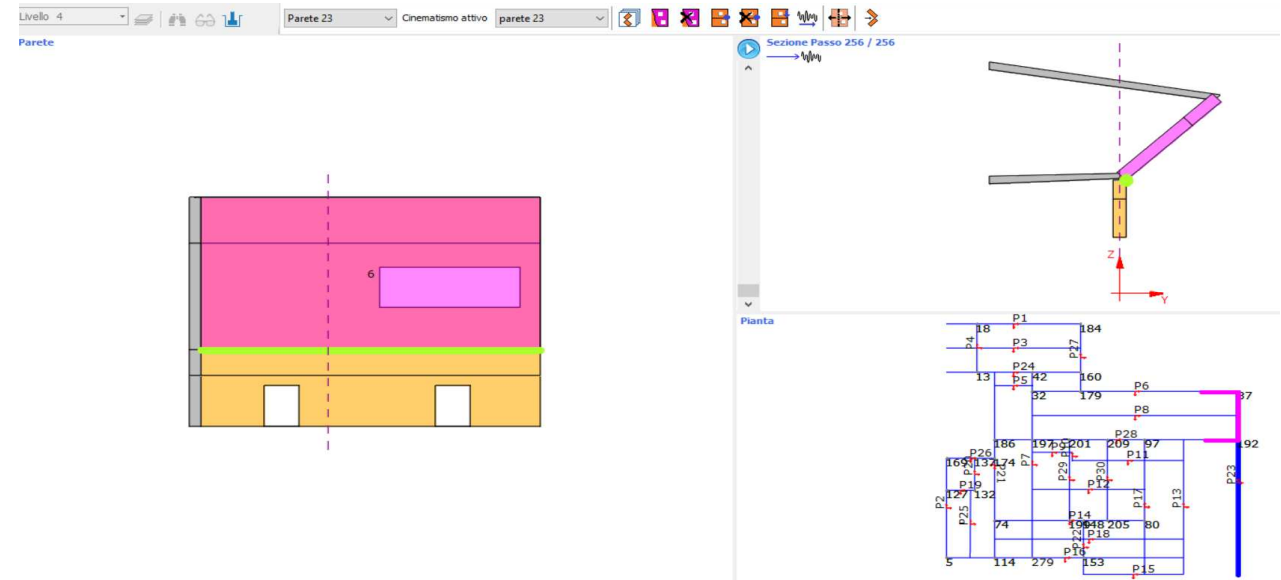 Livello 4
Parete 23
Cinematismo attivo
parete 23
Parete
Sezione Passo 256 / 256
6
Z
Y
Pianta
P1
18
184
P4
P3
P27
P24
13
42
160
P5
P6
32
179
37
P8
P28
186
197
201
209
97
192
P26
P11
169
137
174
P7
P29
P30
P23
P21
P19
P12
P2
127
132
P17
P13
P25
P14
74
205
80
P18
P22
P16
5
114
279
153
P15